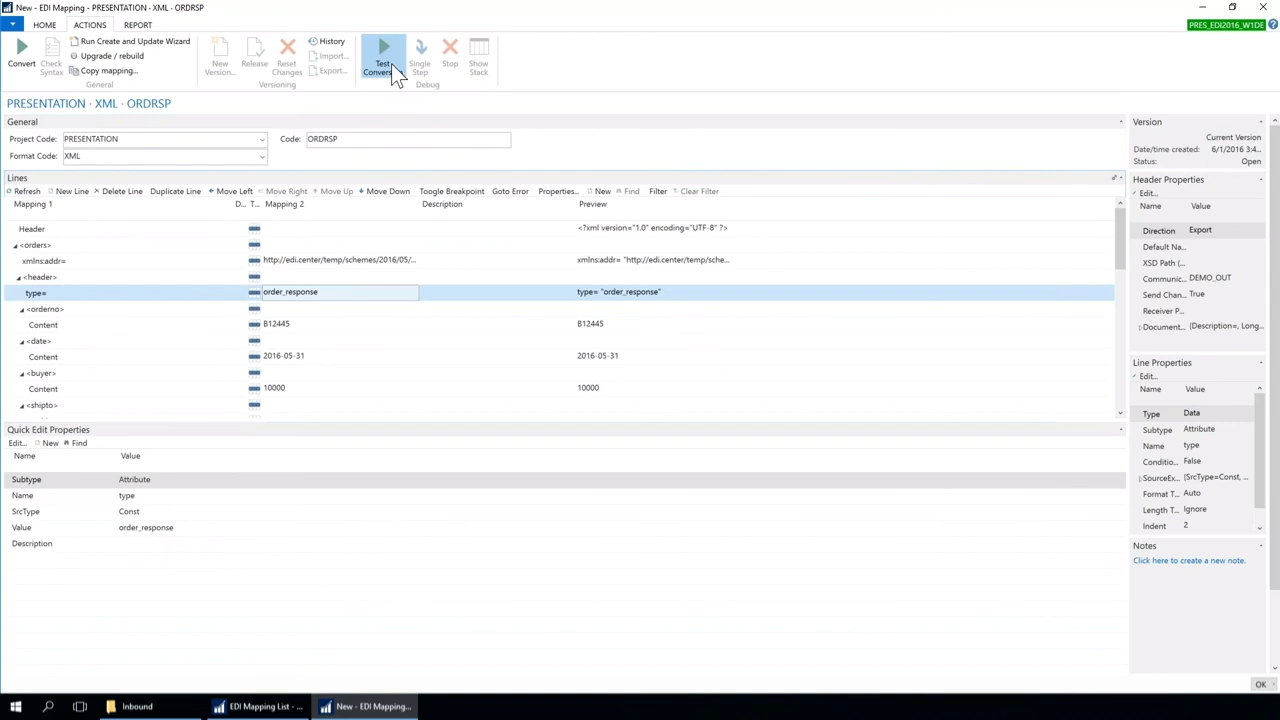 New - EDI Mapping - PRESENTATION · XML · ORDRSP
HOME ACTIONS REPORT
PRES_EDI2016_W1DE
Convert
Check Syntax
Run Create and Update Wizard
Upgrade / rebuild
Copy mapping...
General
New Version...
Release
Reset Changes
History
Import...
Export...
Versioning
Test
Single Step
Stop
Show Stack
Debug
PRESENTATION · XML · ORDRSP
General
Project Code: PRESENTATION Code: ORDRSP
Format Code: XML
Lines
Refresh New Line Delete Line Duplicate Line Move Left Move Right Move Up Move Down Toggle Breakpoint Goto Error Properties... New Find Filter Clear Filter
Mapping 1 D... T... Mapping 2 Description Preview
Header <?xml version="1.0" encoding="UTF-8" ?>
<orders>
xmlns:addr= http://edi.center/temp/schemes/2016/05/... xmlns:addr= "http://edi.center/temp/sche...
<header>
type= order_response type= "order_response"
<orderno>
Content B12445 B12445
<date>
Content 2016-05-31 2016-05-31
<buyer>
Content 10000 10000
<shipto>
Quick Edit Properties
Edit... New Find
Name Value
Subtype Attribute
Name type
SrcType Const
Value order_response
Description
Version
Current Version
Date/time created: 6/1/2016 3:4...
Status: Open
Header Properties
Edit...
Name Value
Direction Export
Default Na...
XSD Path (...
Communic... DEMO_OUT
Send Chan... True
Receiver P...
Document... {Description=, Long...
Line Properties
Edit...
Name Value
Type Data
Subtype Attribute
Name type
Conditio... False
SourceEx... {SrcType=Const, ...
Format T... Auto
Length T... Ignore
Indent 2
Notes
Click here to create a new note.
OK
Inbound
EDI Mapping List - ...
New - EDI Mapping...